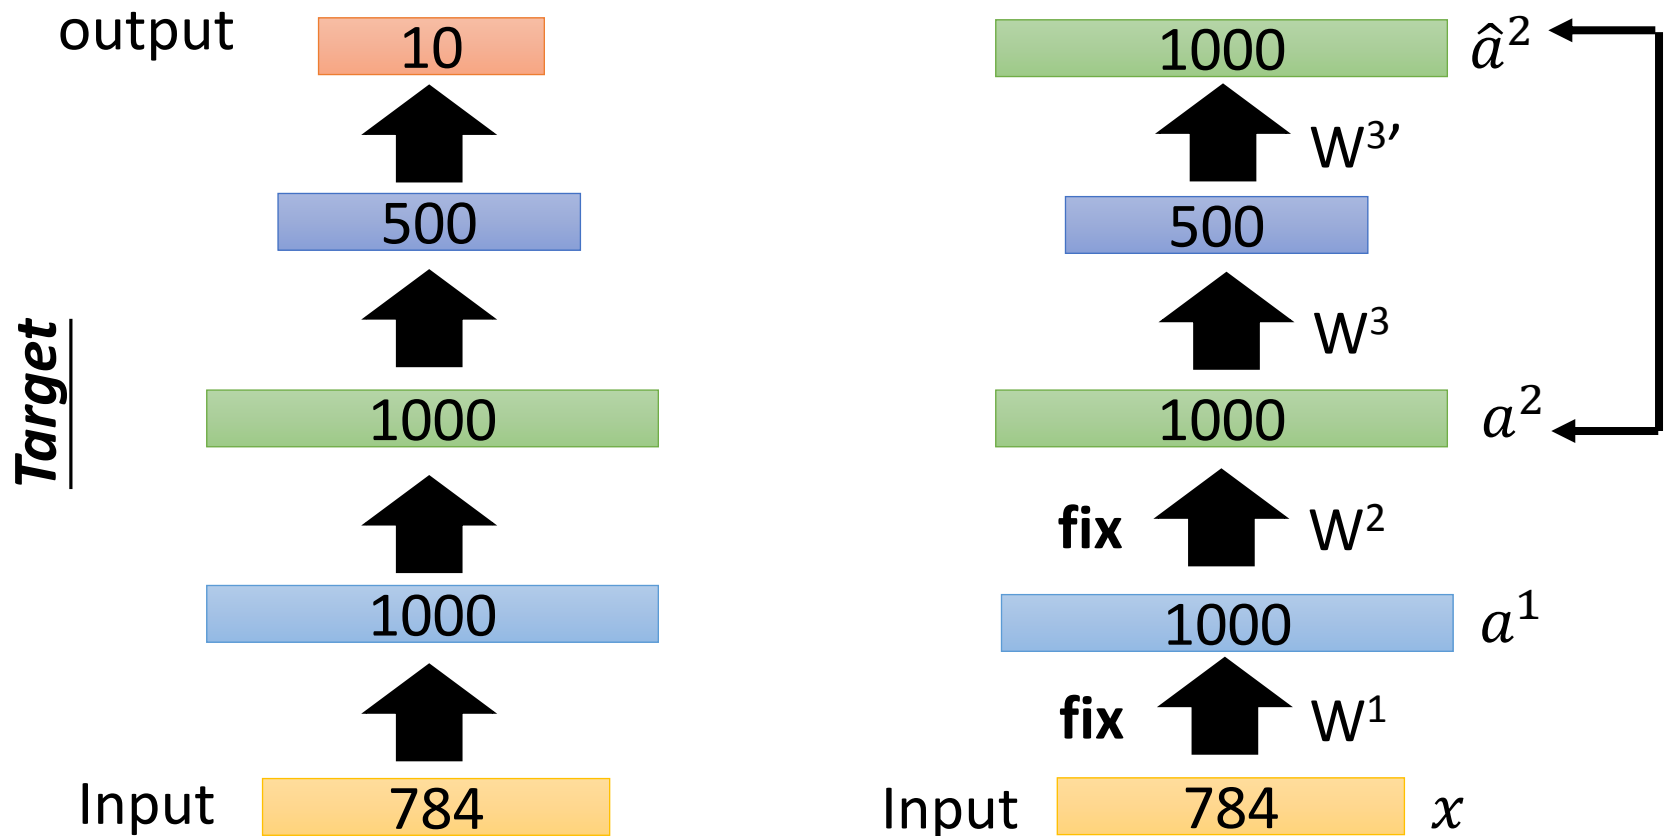 output
10
500
Target
1000
1000
Input
784
1000
â²
W³’
500
W³
1000
a²
fix
W²
1000
a¹
fix
W¹
Input
784
x